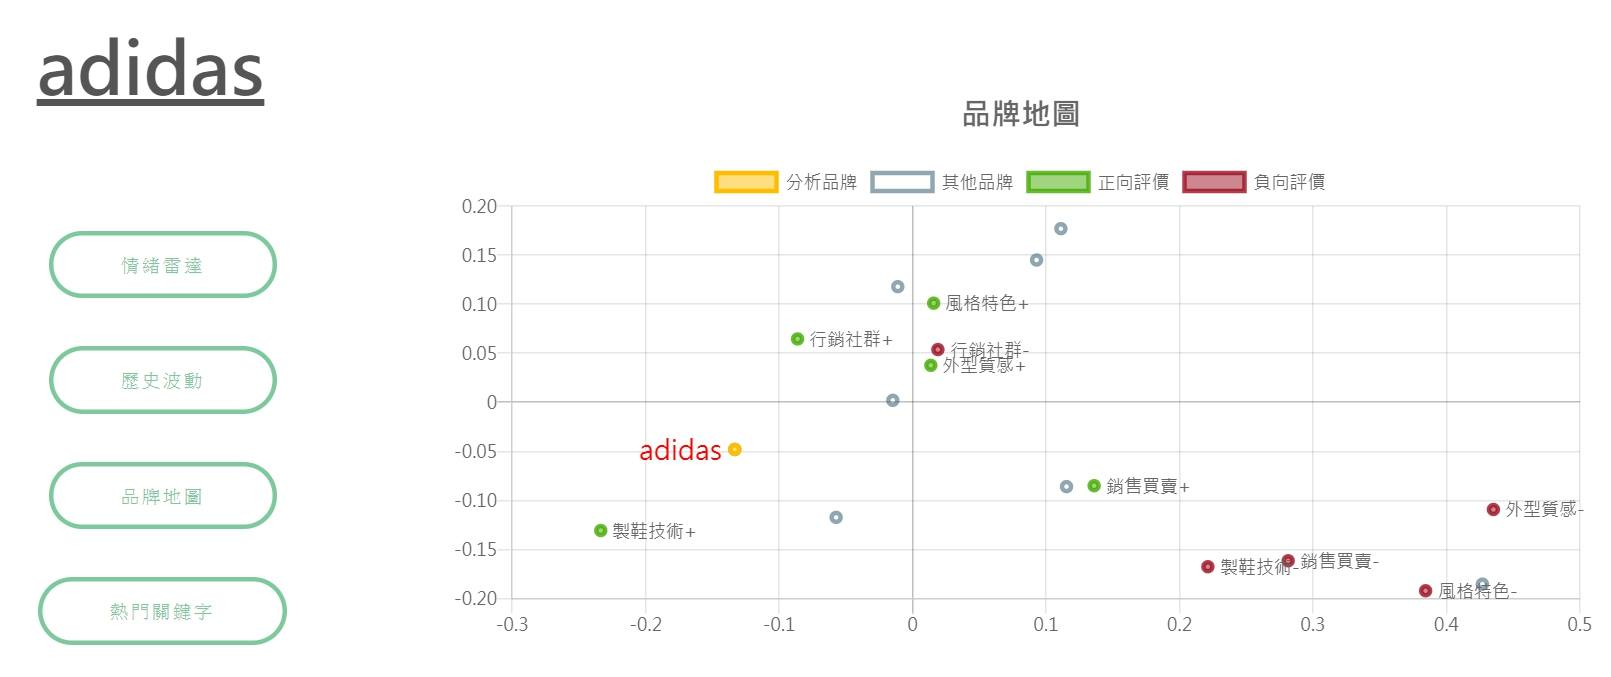 adidas
情緒雷達
歷史波動
品牌地圖
熱門關鍵字
品牌地圖
分析品牌 其他品牌 正向評價 負向評價
0.20
0.15
0.10
0.05
0
-0.05
-0.10
-0.15
-0.20
風格特色+
行銷社群+
行銷社群-
外型質感+
adidas
銷售買賣+
外型質感-
製鞋技術+
銷售買賣-
製鞋技術-
風格特色-
-0.3 -0.2 -0.1 0 0.1 0.2 0.3 0.4 0.5